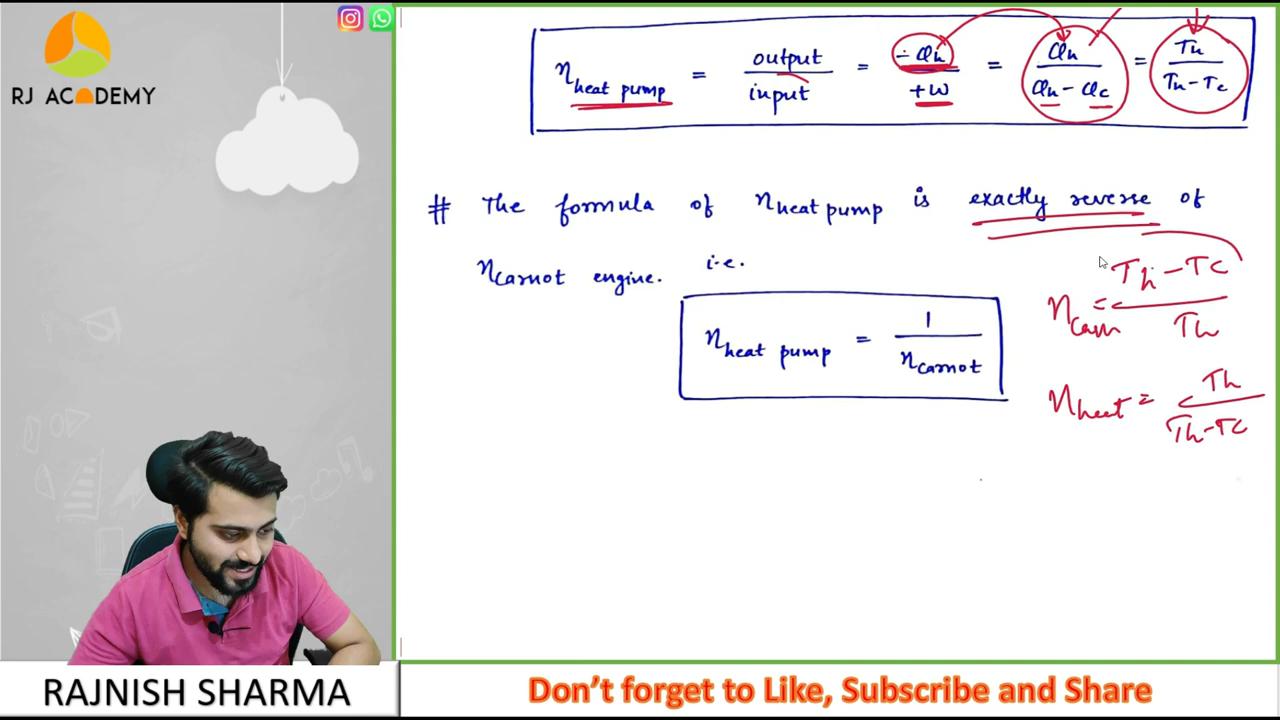 RJ ACADEMY
η heat pump = output / input = -Qh / +W = Qh / Qh - Qc = Th / Th - Tc
# The formula of η heat pump is exactly reverse of
η carnot engine. i.e.
η heat pump = 1 / η carnot
η carn = Th - Tc / Th
η heat = Th / Th - Tc
RAJNISH SHARMA
Don't forget to Like, Subscribe and Share